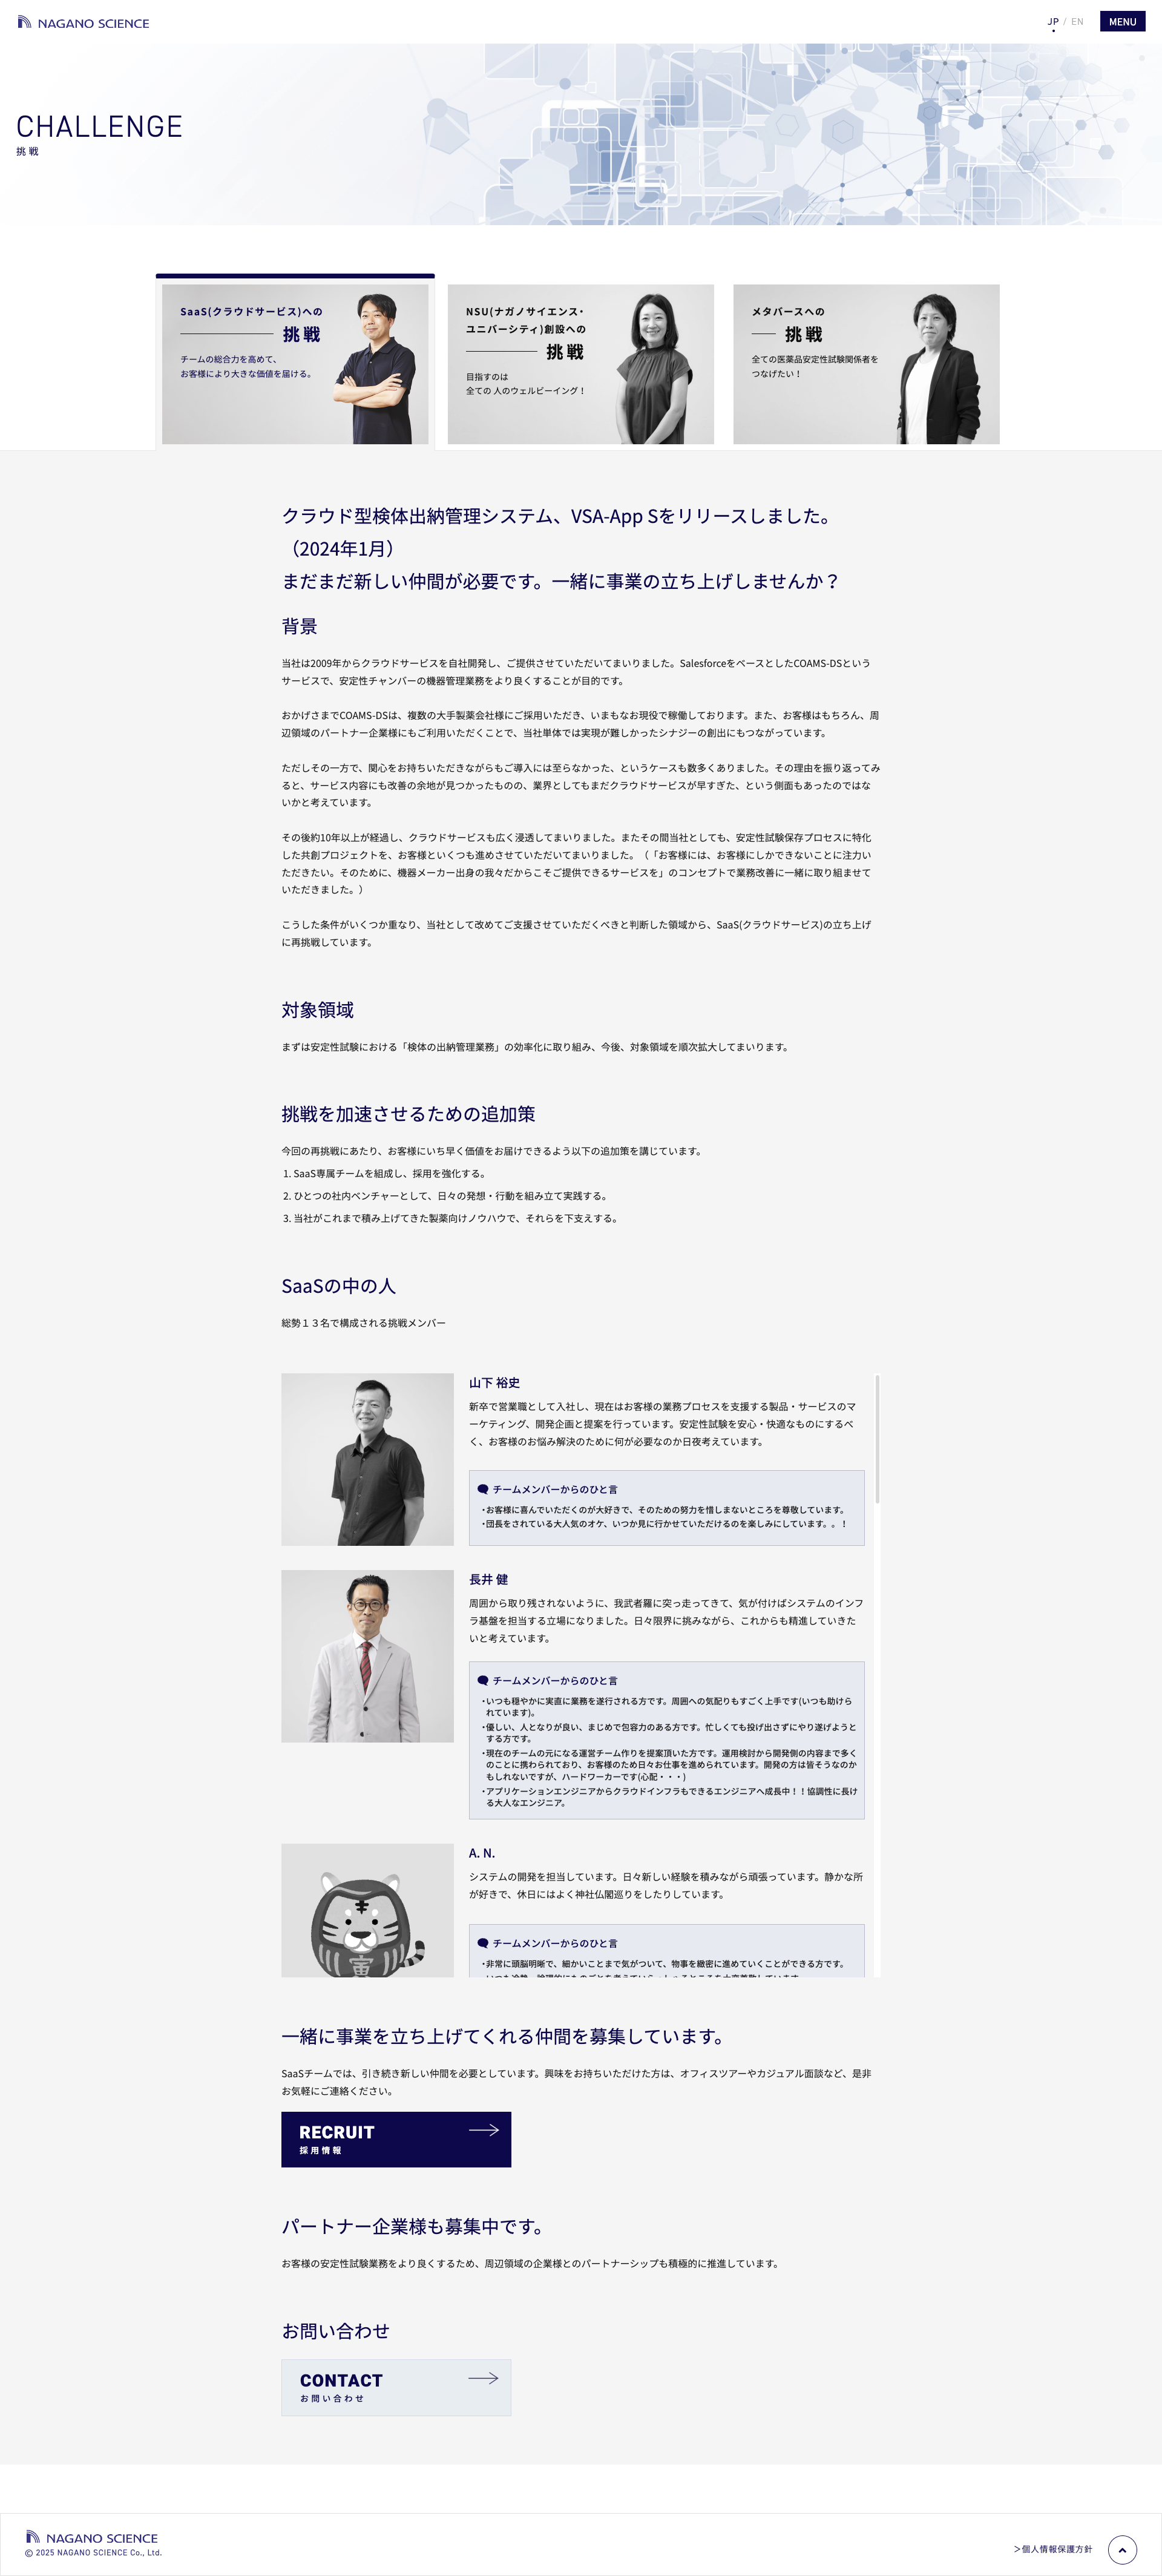 NAGANO SCIENCE
JP / EN
MENU
CHALLENGE
挑戦
SaaS(クラウドサービス)への
挑戦
チームの総合力を高めて、
お客様により大きな価値を届ける。
NSU(ナガノサイエンス・
ユニバーシティ)創設への
挑戦
目指すのは
全ての 人のウェルビーイング！
メタバースへの
挑戦
全ての医薬品安定性試験関係者を
つなげたい！
クラウド型検体出納管理システム、VSA-App Sをリリースしました。
（2024年1月）
まだまだ新しい仲間が必要です。一緒に事業の立ち上げしませんか？
背景
当社は2009年からクラウドサービスを自社開発し、ご提供させていただいてまいりました。SalesforceをベースとしたCOAMS-DSという
サービスで、安定性チャンバーの機器管理業務をより良くすることが目的です。
おかげさまでCOAMS-DSは、複数の大手製薬会社様にご採用いただき、いまもなお現役で稼働しております。また、お客様はもちろん、周
辺領域のパートナー企業様にもご利用いただくことで、当社単体では実現が難しかったシナジーの創出にもつながっています。
ただしその一方で、関心をお持ちいただきながらもご導入には至らなかった、というケースも数多くありました。その理由を振り返ってみ
ると、サービス内容にも改善の余地が見つかったものの、業界としてもまだクラウドサービスが早すぎた、という側面もあったのではな
いかと考えています。
その後約10年以上が経過し、クラウドサービスも広く浸透してまいりました。またその間当社としても、安定性試験保存プロセスに特化
した共創プロジェクトを、お客様といくつも進めさせていただいてまいりました。（「お客様には、お客様にしかできないことに注力い
ただきたい。そのために、機器メーカー出身の我々だからこそご提供できるサービスを」のコンセプトで業務改善に一緒に取り組ませて
いただきました。）
こうした条件がいくつか重なり、当社として改めてご支援させていただくべきと判断した領域から、SaaS(クラウドサービス)の立ち上げ
に再挑戦しています。
対象領域
まずは安定性試験における「検体の出納管理業務」の効率化に取り組み、今後、対象領域を順次拡大してまいります。
挑戦を加速させるための追加策
今回の再挑戦にあたり、お客様にいち早く価値をお届けできるよう以下の追加策を講じています。
1. SaaS専属チームを組成し、採用を強化する。
2. ひとつの社内ベンチャーとして、日々の発想・行動を組み立て実践する。
3. 当社がこれまで積み上げてきた製薬向けノウハウで、それらを下支えする。
SaaSの中の人
総勢１３名で構成される挑戦メンバー
山下 裕史
新卒で営業職として入社し、現在はお客様の業務プロセスを支援する製品・サービスのマ
ーケティング、開発企画と提案を行っています。安定性試験を安心・快適なものにするべ
く、お客様のお悩み解決のために何が必要なのか日夜考えています。
チームメンバーからのひと言
・お客様に喜んでいただくのが大好きで、そのための努力を惜しまないところを尊敬しています。
・団長をされている大人気のオケ、いつか見に行かせていただけるのを楽しみにしています。。！
長井 健
周囲から取り残されないように、我武者羅に突っ走ってきて、気が付けばシステムのインフ
ラ基盤を担当する立場になりました。日々限界に挑みながら、これからも精進していきた
いと考えています。
チームメンバーからのひと言
・いつも穏やかに実直に業務を遂行される方です。周囲への気配りもすごく上手です(いつも助けら
れています)。
・優しい、人となりが良い、まじめで包容力のある方です。忙しくても投げ出さずにやり遂げようと
する方です。
・現在のチームの元になる運営チーム作りを提案頂いた方です。運用検討から開発側の内容まで多く
のことに携わられており、お客様のため日々お仕事を進められています。開発の方は皆そうなのか
もしれないですが、ハードワーカーです(心配・・・)
・アプリケーションエンジニアからクラウドインフラもできるエンジニアへ成長中！！協調性に長け
る大人なエンジニア。
A. N.
システムの開発を担当しています。日々新しい経験を積みながら頑張っています。静かな所
が好きで、休日にはよく神社仏閣巡りをしたりしています。
寅
チームメンバーからのひと言
・非常に頭脳明晰で、細かいことまで気がついて、物事を緻密に進めていくことができる方です。
一緒に事業を立ち上げてくれる仲間を募集しています。
SaaSチームでは、引き続き新しい仲間を必要としています。興味をお持ちいただけた方は、オフィスツアーやカジュアル面談など、是非
お気軽にご連絡ください。
RECRUIT
採用情報
パートナー企業様も募集中です。
お客様の安定性試験業務をより良くするため、周辺領域の企業様とのパートナーシップも積極的に推進しています。
お問い合わせ
CONTACT
お問い合わせ
NAGANO SCIENCE
© 2025 NAGANO SCIENCE Co., Ltd.
＞個人情報保護方針